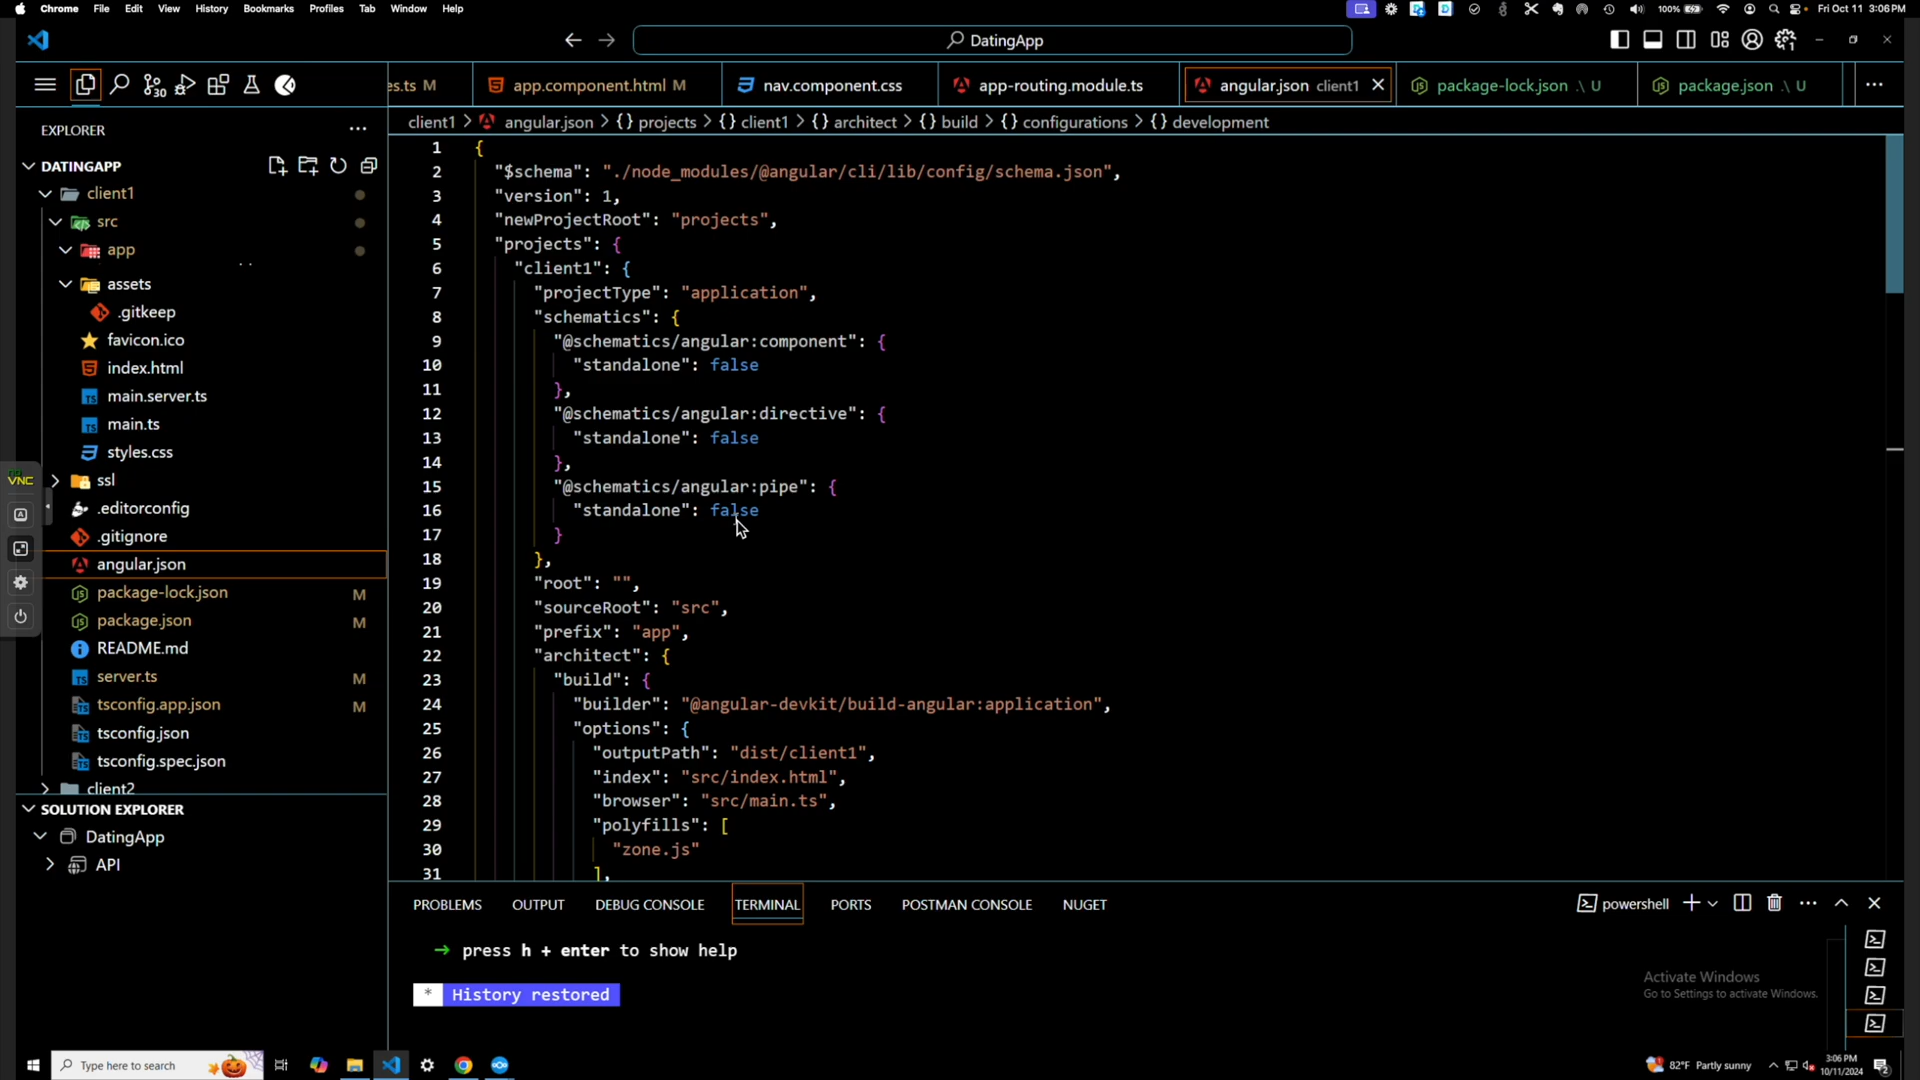 Chrome File Edit View History Bookmarks Profiles Tab Window Help
100% Fri Oct 11 3:06 PM
DatingApp
es.ts M
app.component.html M
nav.component.css
app-routing.module.ts
angular.json client1
package-lock.json .\ U
package.json .\ U
EXPLORER
client1 > angular.json > {} projects > {} client1 > {} architect > {} build > {} configurations > {} development
DATINGAPP
client1
src
app
assets
.gitkeep
favicon.ico
index.html
main.server.ts
main.ts
styles.css
ssl
.editorconfig
.gitignore
angular.json
package-lock.json M
package.json M
README.md
server.ts M
tsconfig.app.json M
tsconfig.json
tsconfig.spec.json
client2
SOLUTION EXPLORER
DatingApp
API
30
VNC
1 {
2 "$schema": "./node_modules/@angular/cli/lib/config/schema.json",
3 "version": 1,
4 "newProjectRoot": "projects",
5 "projects": {
6 "client1": {
7 "projectType": "application",
8 "schematics": {
9 "@schematics/angular:component": {
10 "standalone": false
11 },
12 "@schematics/angular:directive": {
13 "standalone": false
14 },
15 "@schematics/angular:pipe": {
16 "standalone": false
17 }
18 },
19 "root": "",
20 "sourceRoot": "src",
21 "prefix": "app",
22 "architect": {
23 "build": {
24 "builder": "@angular-devkit/build-angular:application",
25 "options": {
26 "outputPath": "dist/client1",
27 "index": "src/index.html",
28 "browser": "src/main.ts",
29 "polyfills": [
30 "zone.js"
31 ],
PROBLEMS OUTPUT DEBUG CONSOLE TERMINAL PORTS POSTMAN CONSOLE NUGET
powershell
→ press h + enter to show help
* History restored
Activate Windows
Go to Settings to activate Windows.
Type here to search
82°F Partly sunny
3:06 PM
10/11/2024
2